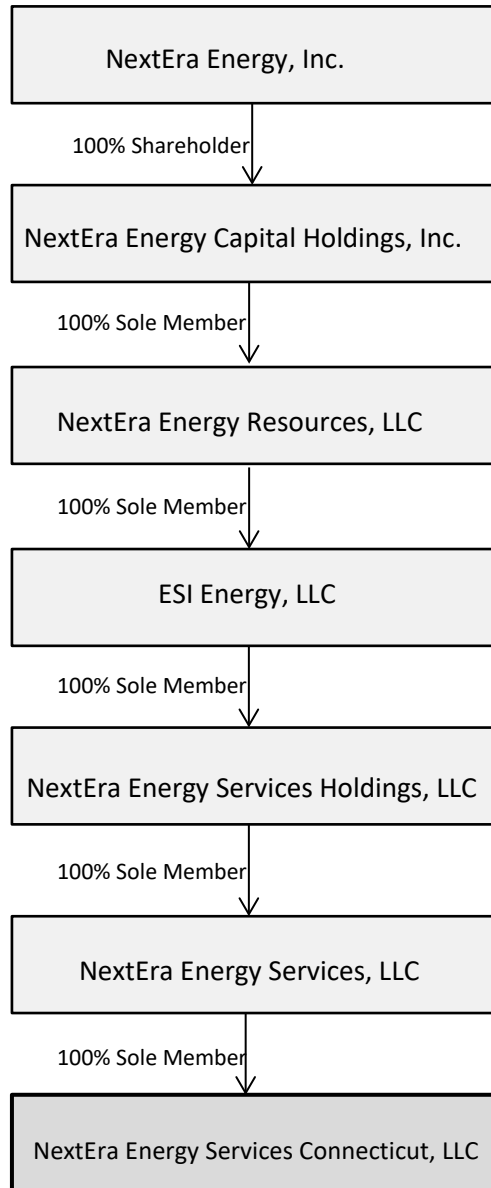 NextEra Energy, Inc.
100% Shareholder
NextEra Energy Capital Holdings, Inc.
100% Sole Member
NextEra Energy Resources, LLC
100% Sole Member
ESI Energy, LLC
100% Sole Member
NextEra Energy Services Holdings, LLC
100% Sole Member
NextEra Energy Services, LLC
100% Sole Member
NextEra Energy Services Connecticut, LLC